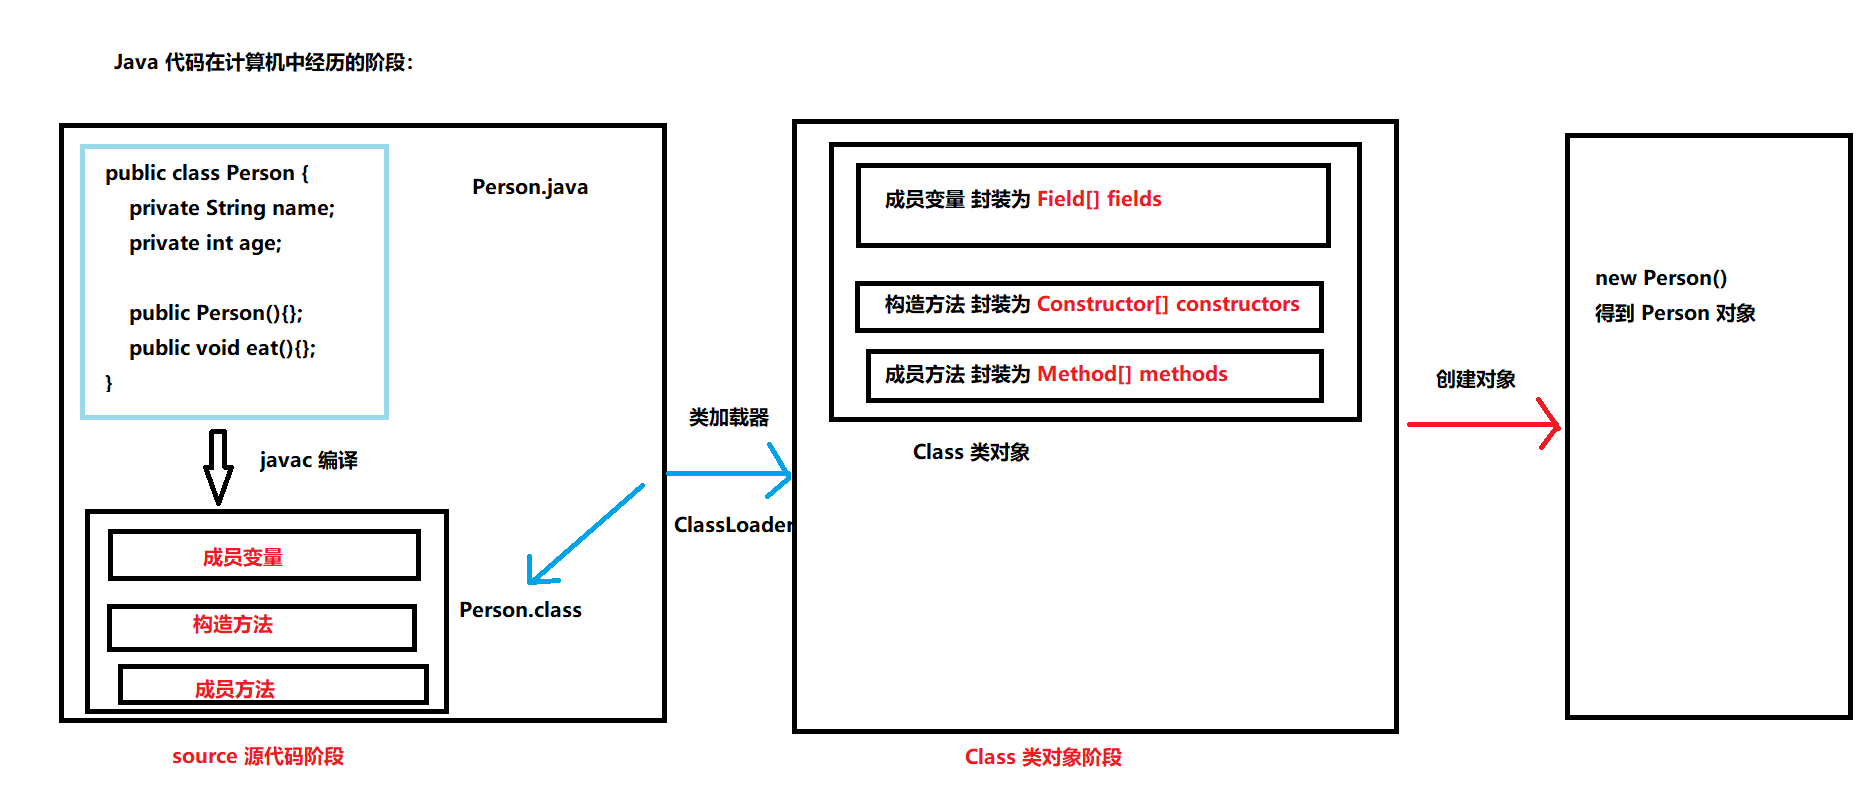 Java 代码在计算机中经历的阶段：
public class Person {
private String name;
private int age;
public Person(){};
public void eat(){};
}
Person.java
javac 编译
成员变量
构造方法
成员方法
Person.class
source 源代码阶段
类加载器
ClassLoader
成员变量 封装为 Field[] fields
构造方法 封装为 Constructor[] constructors
成员方法 封装为 Method[] methods
Class 类对象
Class 类对象阶段
创建对象
new Person()
得到 Person 对象